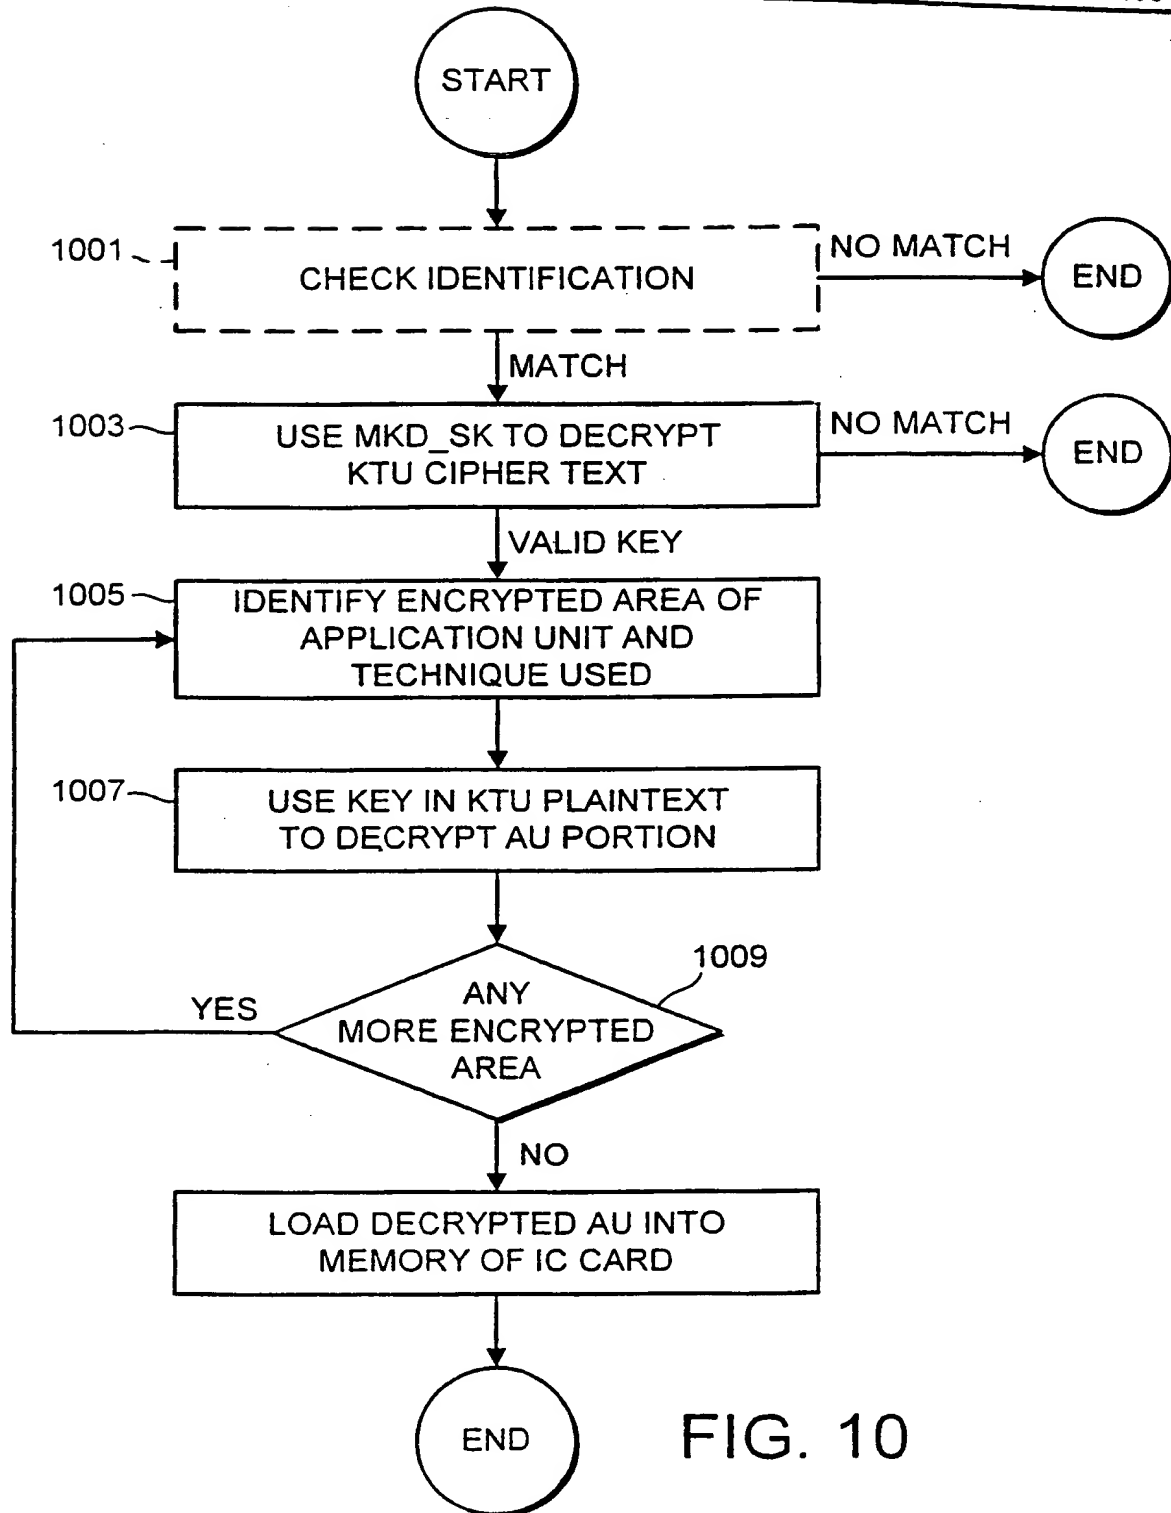 START
1001
CHECK IDENTIFICATION
NO MATCH
END
MATCH
1003
USE MKD_SK TO DECRYPT
KTU CIPHER TEXT
NO MATCH
END
VALID KEY
1005
IDENTIFY ENCRYPTED AREA OF
APPLICATION UNIT AND
TECHNIQUE USED
1007
USE KEY IN KTU PLAINTEXT
TO DECRYPT AU PORTION
1009
YES
ANY
MORE ENCRYPTED
AREA
NO
LOAD DECRYPTED AU INTO
MEMORY OF IC CARD
END
FIG. 10